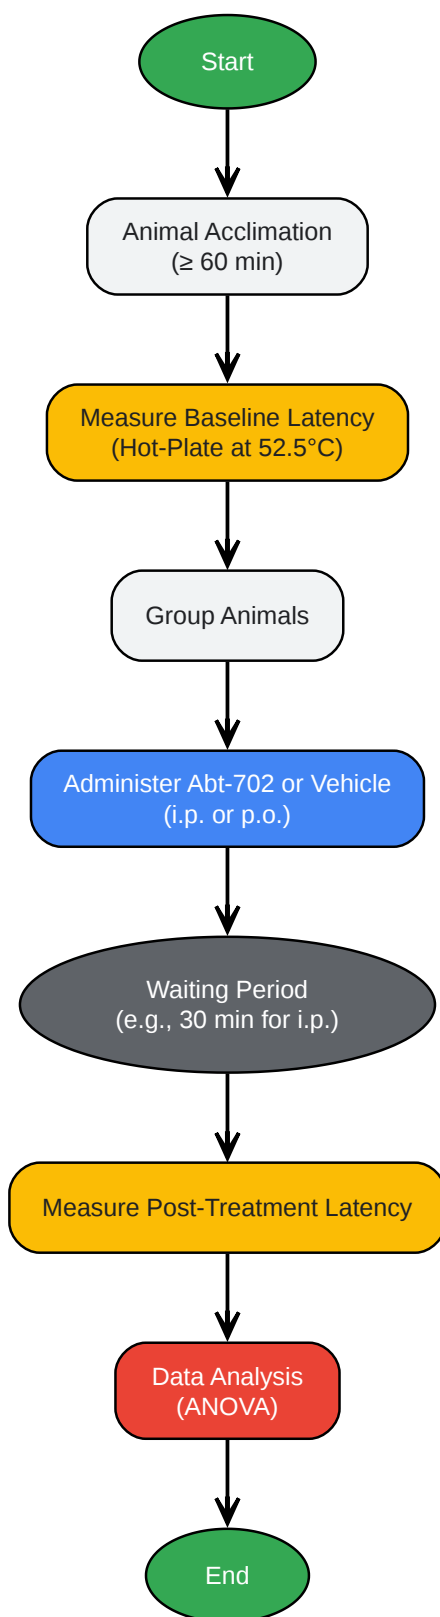 Start
Animal Acclimation
(≥ 60 min)
Measure Baseline Latency
(Hot-Plate at 52.5°C)
Group Animals
Administer Abt-702 or Vehicle
(i.p. or p.o.)
Waiting Period
(e.g., 30 min for i.p.)
Measure Post-Treatment Latency
Data Analysis
(ANOVA)
End